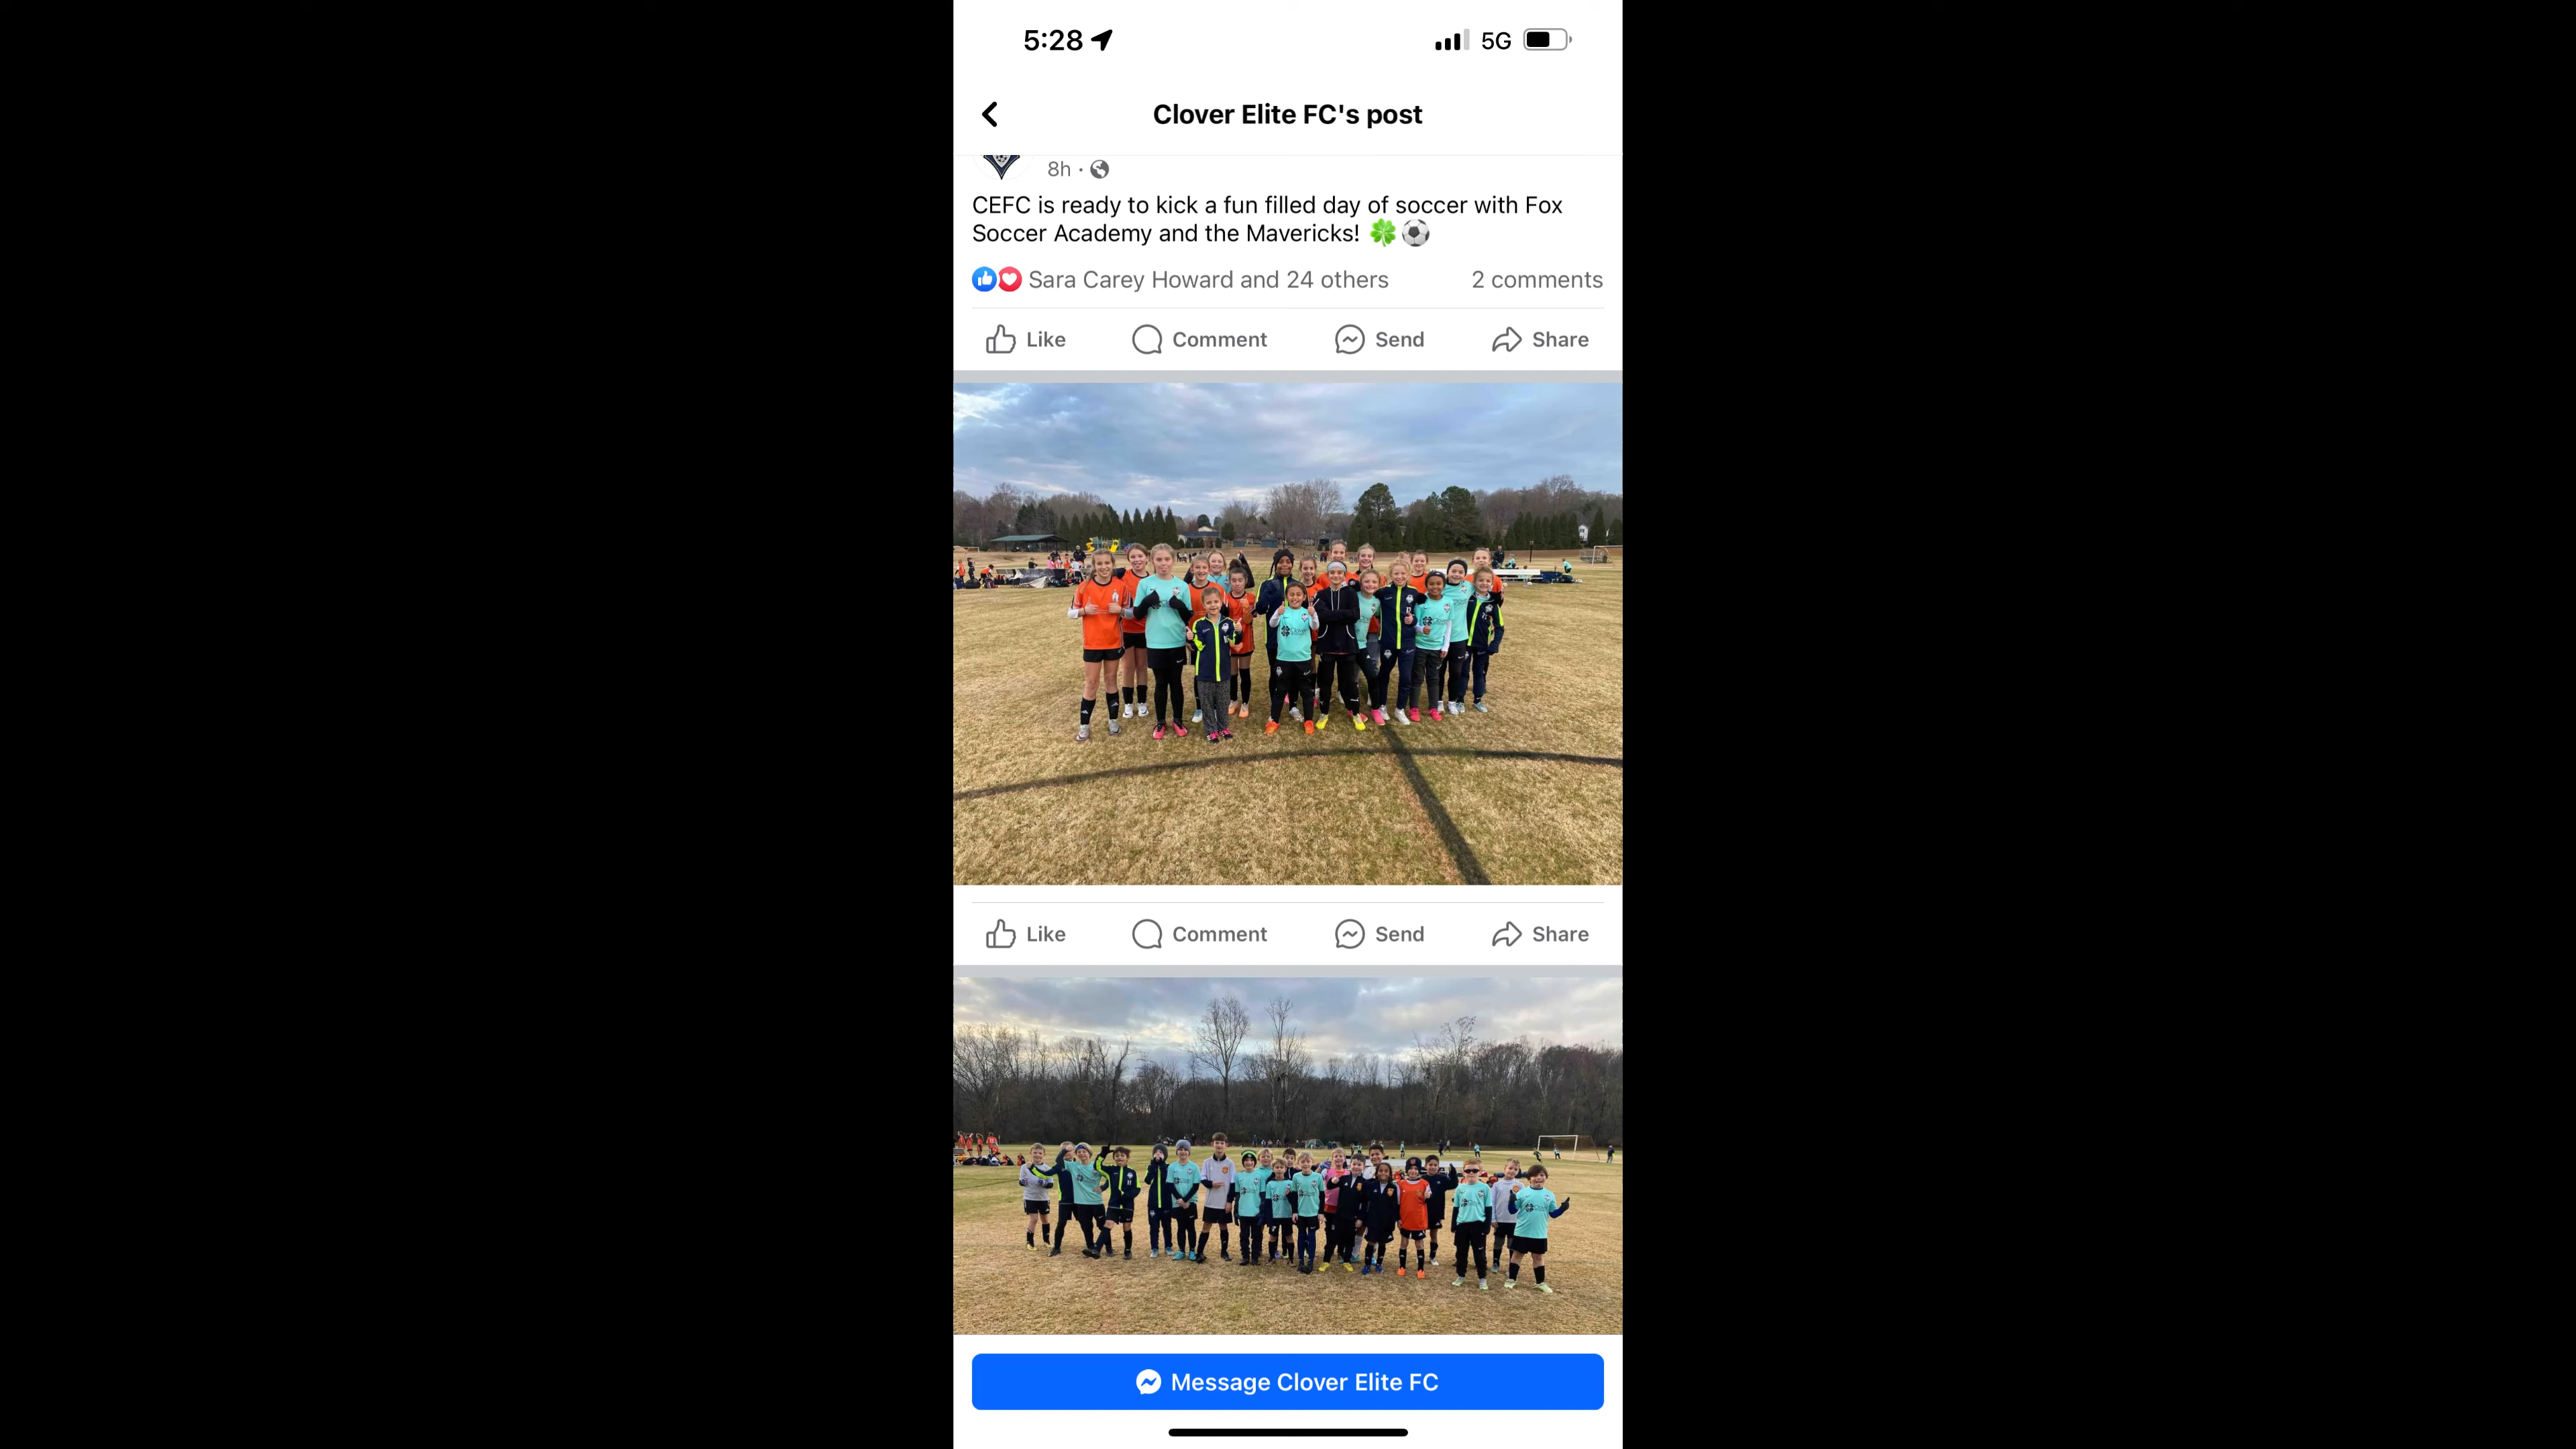 5:28
5G
Clover Elite FC's post
8h ·
CEFC is ready to kick a fun filled day of soccer with Fox
Soccer Academy and the Mavericks! 🍀⚽
Sara Carey Howard and 24 others
2 comments
Like
Comment
Send
Share
Like
Comment
Send
Share
Message Clover Elite FC